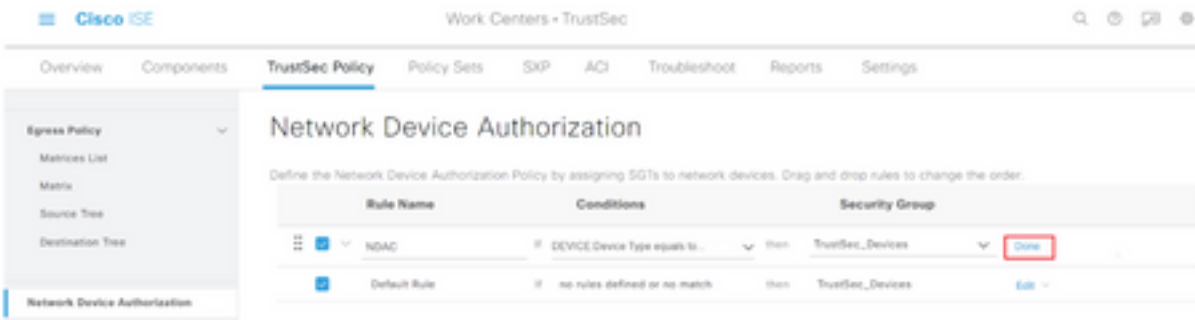 Cisco ISE
Work Centers • TrustSec
Overview Components TrustSec Policy Policy Sets SXP ACI Troubleshoot Reports Settings
Egress Policy
Matrices List
Matrix
Source Tree
Destination Tree
Network Device Authorization
Network Device Authorization
Define the Network Device Authorization Policy by assigning SGTs to network devices. Drag and drop rules to change the order.
Rule Name Conditions Security Group
NDAC If DEVICE:Device Type equals to... then TrustSec_Devices Done
Default Rule If no rules defined or no match then TrustSec_Devices Edit